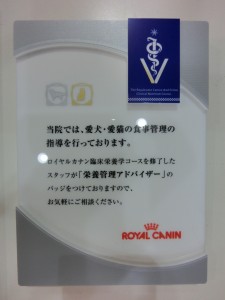 当院では、愛犬・愛猫の食事管理の
指導を行っております。
ロイヤルカナン臨床栄養学コースを修了した
スタッフが「栄養管理アドバイザー」の
バッジをつけておりますので、
お気軽にご相談ください。
ROYAL CANIN